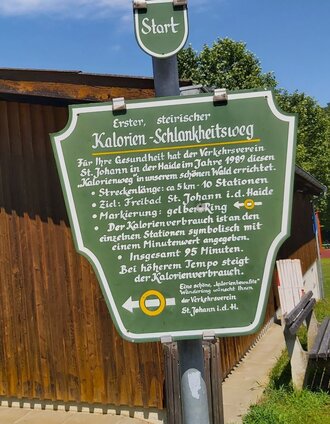 Start
Erster, steirischer
Kalorien-Schlankheitsweg
Für Ihre Gesundheit hat der Verkehrsverein
St. Johann in der Haide im Jahre 1989 diesen
„Kalorienweg" in unserem schönen Wald errichtet.
• Streckenlänge: ca 5 km - 10 Stationen
• Ziel: Freibad St. Johann i.d. Haide
• Markierung: gelber Ring
• Der Kalorienverbrauch ist an den
einzelnen Stationen symbolisch mit
einem Minutenwert angegeben.
• Insgesamt 95 Minuten.
Bei höherem Tempo steigt
der Kalorienverbrauch.
Eine schöne, „kalorienbewußte"
Wanderung wünscht Ihnen
der Verkehrsverein
St. Johann i.d.H.